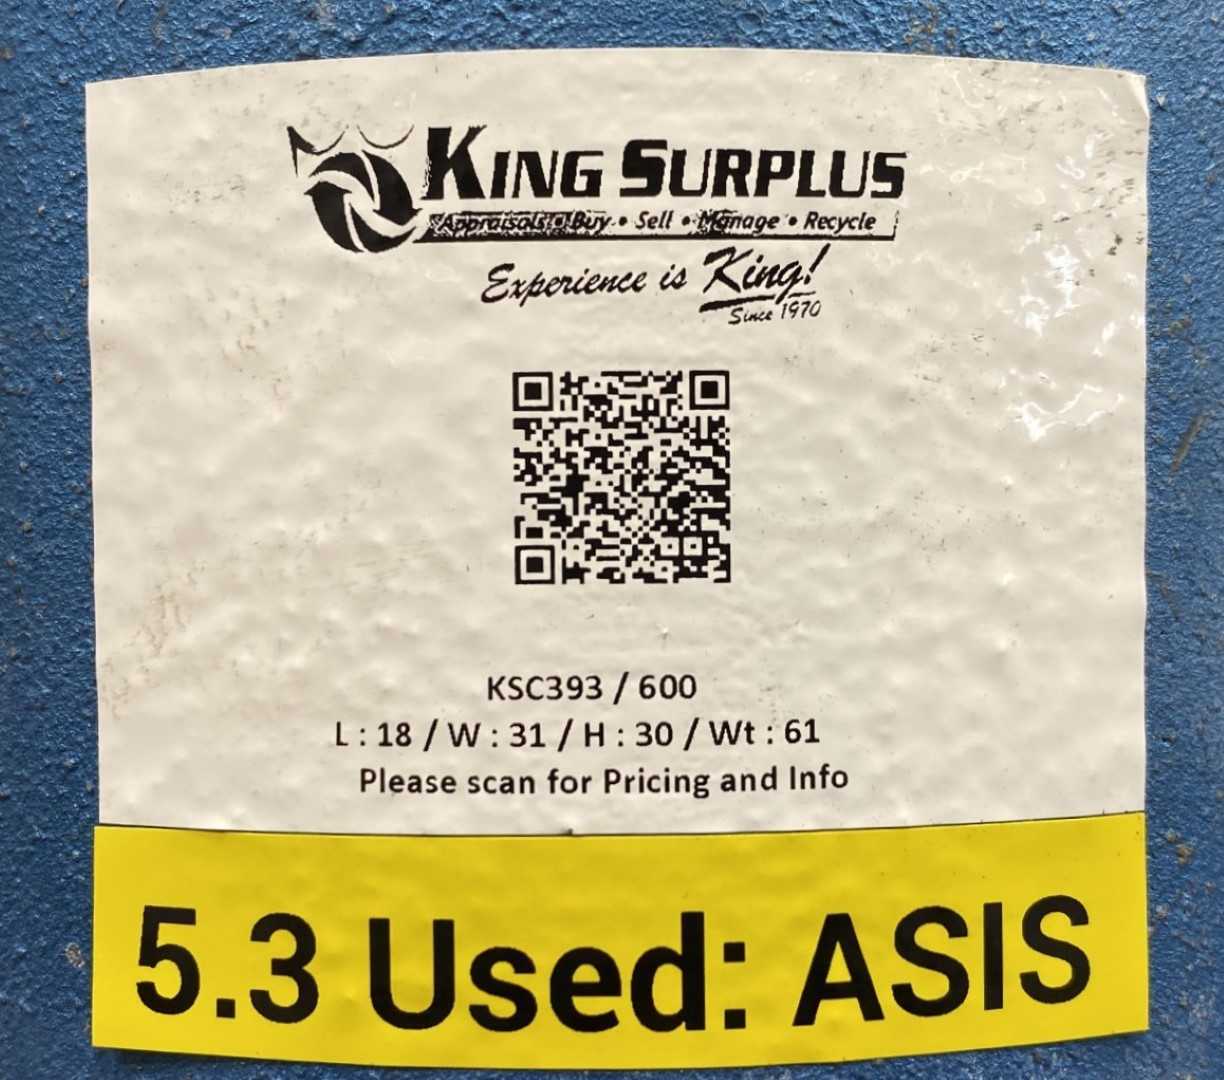 KING SURPLUS
Appraisals • Buy • Sell • Manage • Recycle
Experience is King!
Since 1970
KSC393 / 600
L : 18 / W : 31 / H : 30 / Wt : 61
Please scan for Pricing and Info
5.3 Used: ASIS